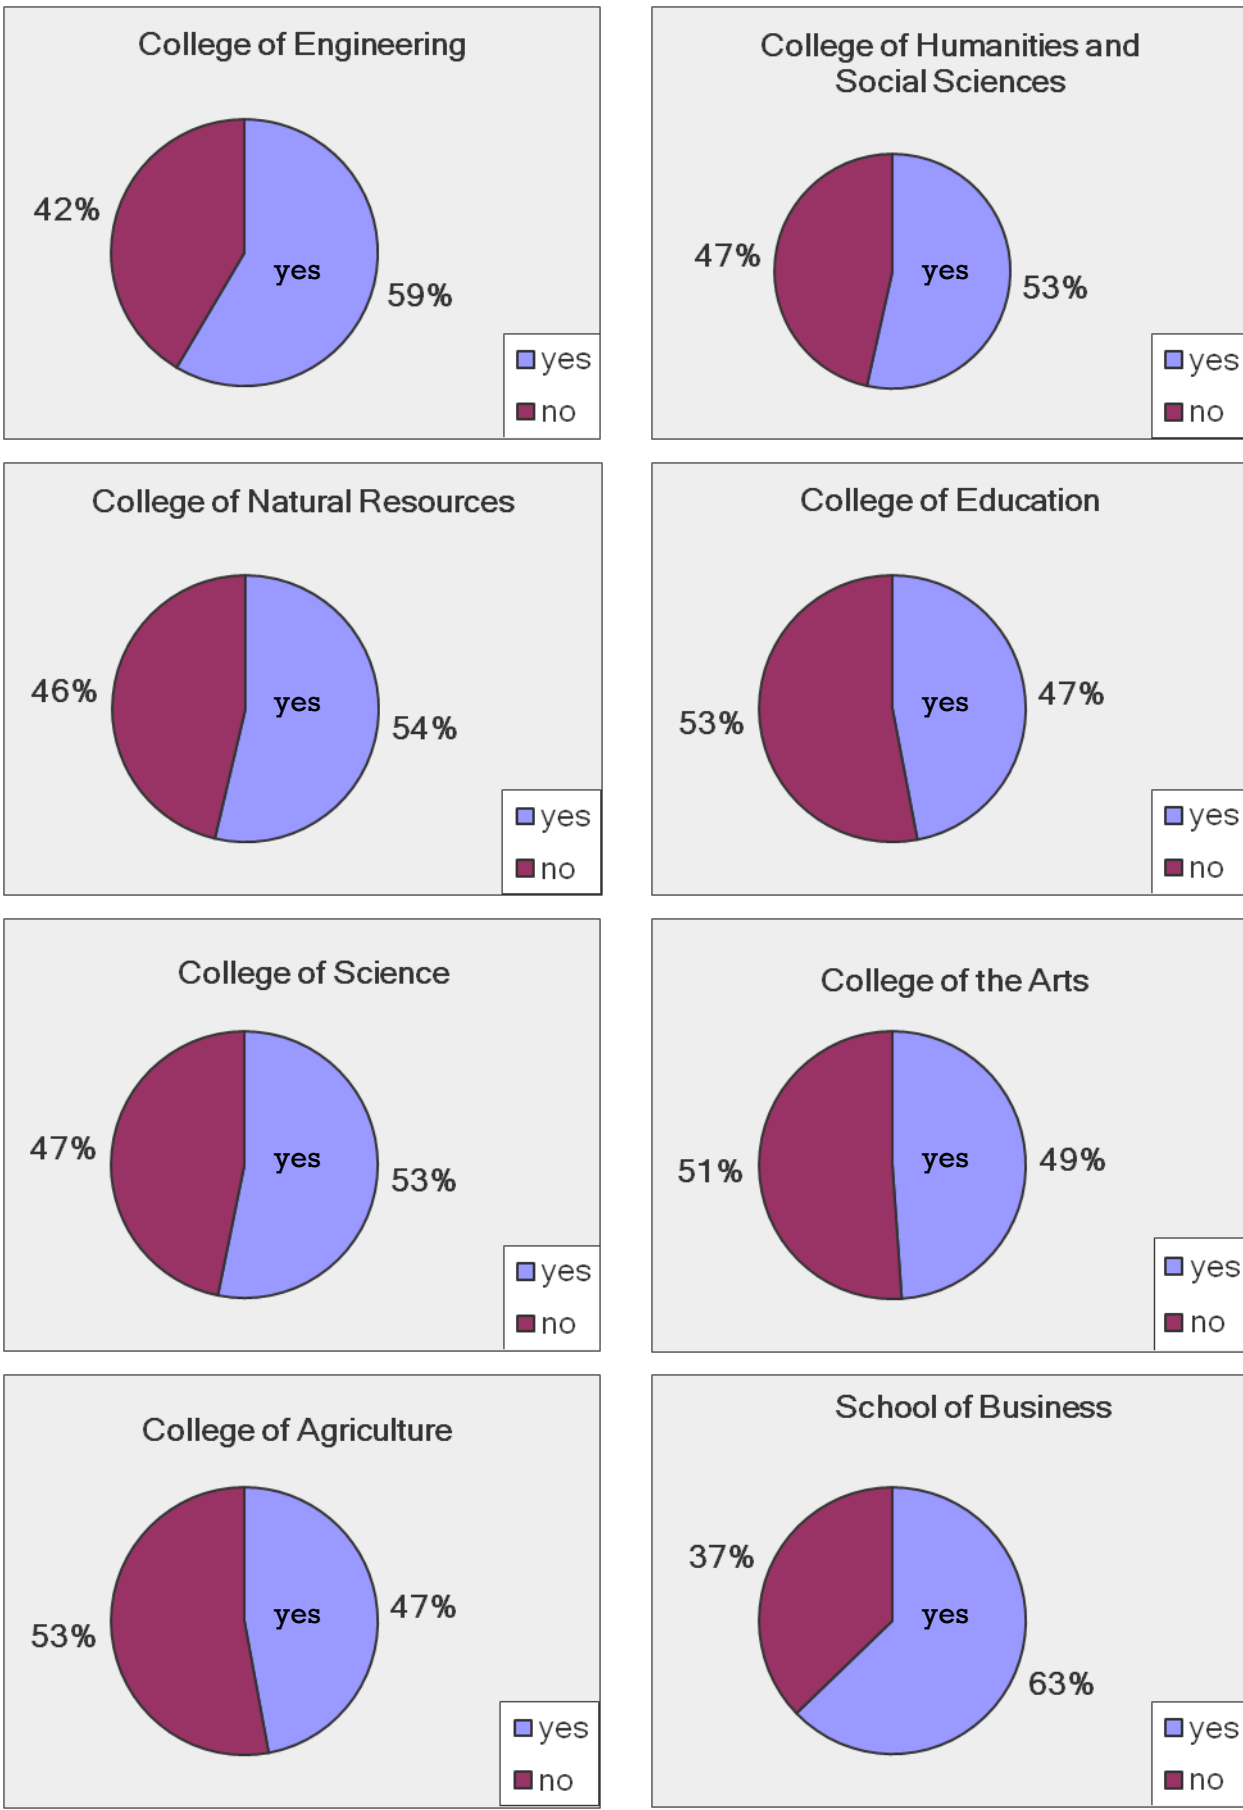 College of Engineering
42%
yes
59%
yes
no
College of Humanities and
Social Sciences
47%
yes
53%
yes
no
College of Natural Resources
46%
yes
54%
yes
no
College of Education
53%
yes
47%
yes
no
College of Science
47%
yes
53%
yes
no
College of the Arts
51%
yes
49%
yes
no
College of Agriculture
53%
yes
47%
yes
no
School of Business
37%
yes
63%
yes
no